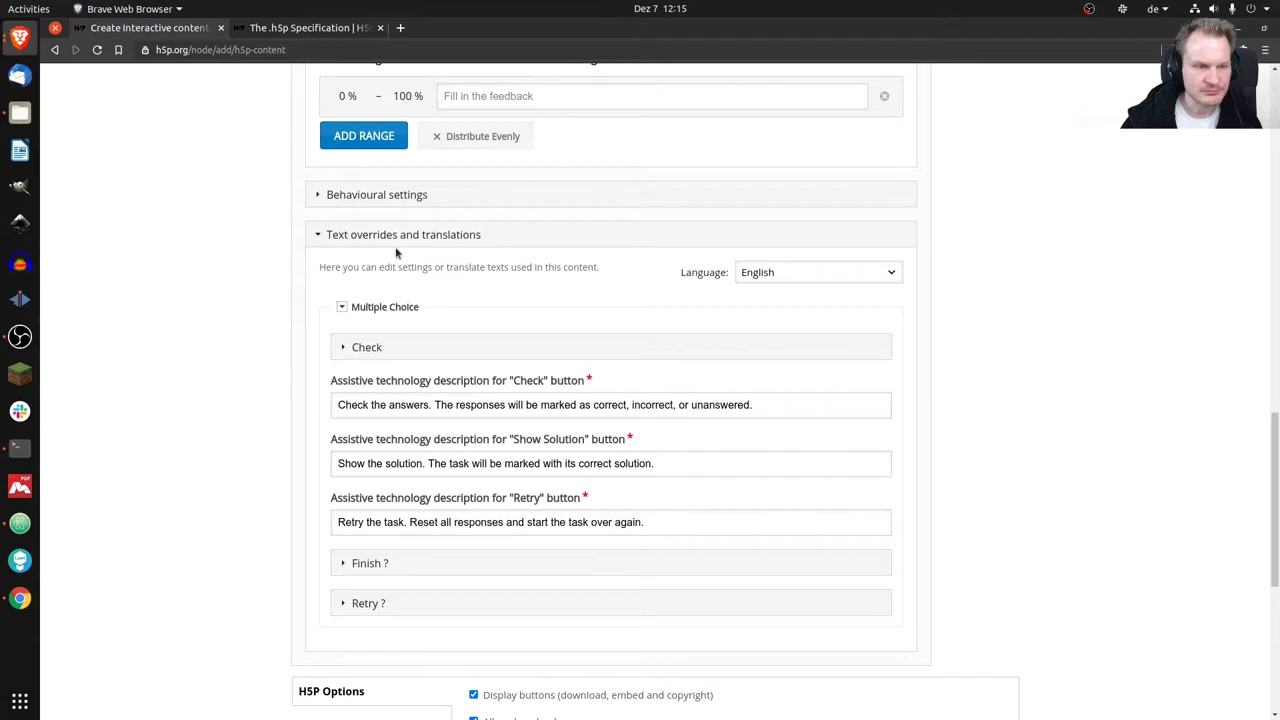 Activities
Brave Web Browser
Dez 7 12:15
de
H5P Create Interactive content
H5P The .h5p Specification | H5
h5p.org/node/add/h5p-content
0 % – 100 % Fill in the feedback
ADD RANGE
Distribute Evenly
Behavioural settings
Text overrides and translations
Here you can edit settings or translate texts used in this content.
Language: English
Multiple Choice
Check
Assistive technology description for "Check" button *
Check the answers. The responses will be marked as correct, incorrect, or unanswered.
Assistive technology description for "Show Solution" button *
Show the solution. The task will be marked with its correct solution.
Assistive technology description for "Retry" button *
Retry the task. Reset all responses and start the task over again.
Finish ?
Retry ?
H5P Options
Display buttons (download, embed and copyright)